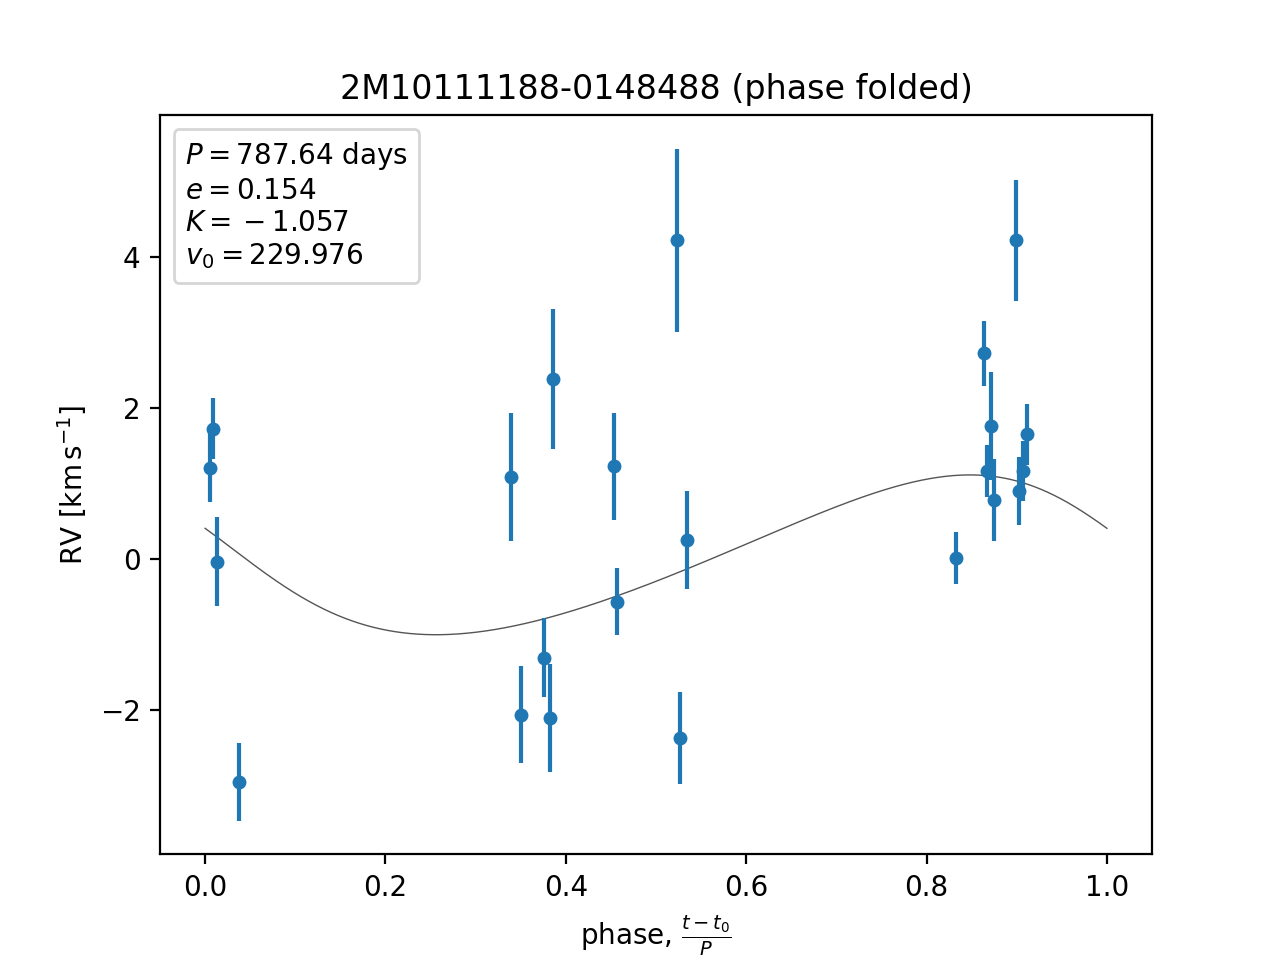 2M10111188-0148488 (phase folded)
P = 787.64 days
e = 0.154
K = −1.057
v₀ = 229.976
RV [km s⁻¹]
4
2
0
−2
0.0 0.2 0.4 0.6 0.8 1.0
phase, (t − t₀)/P